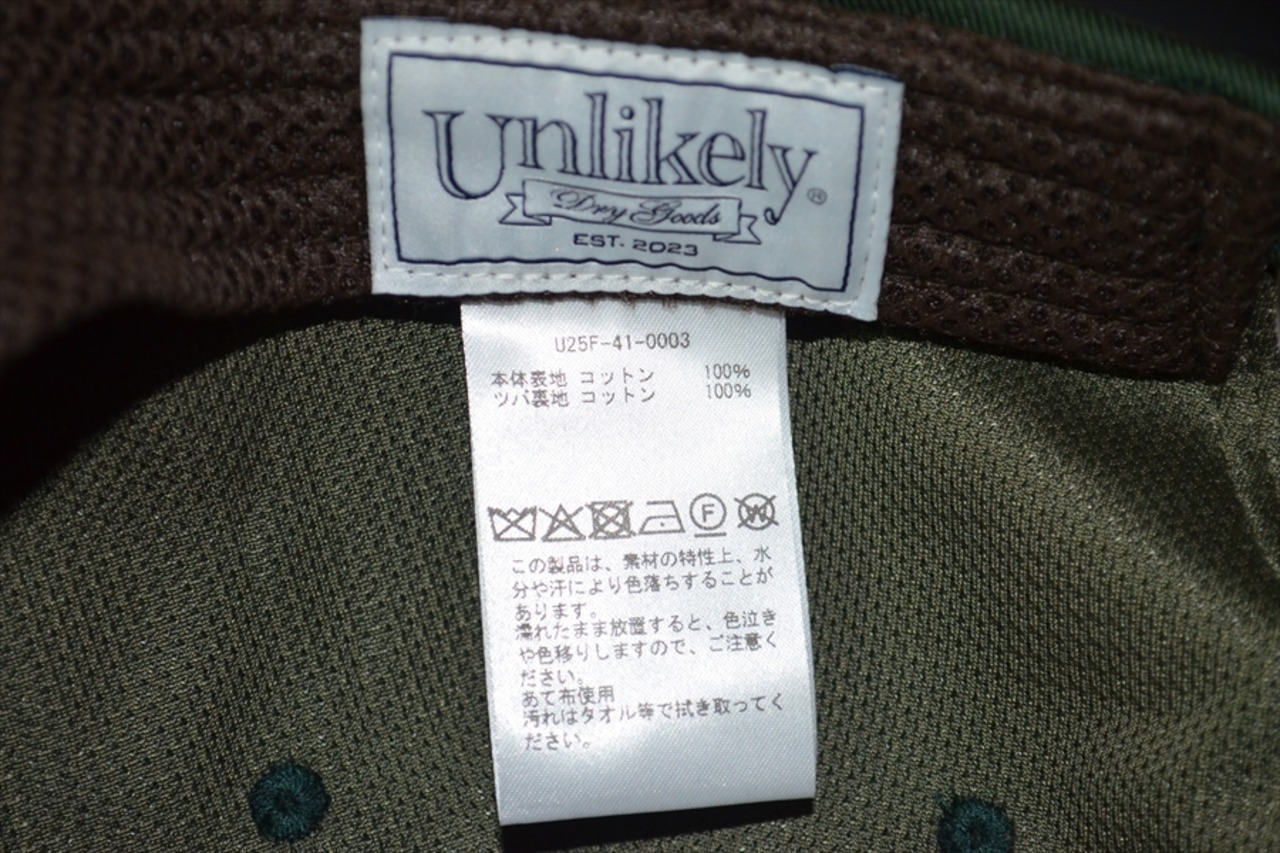 Unlikely®
Dry Goods
EST. 2023
U25F-41-0003
本体表地 コットン 100%
ツバ裏地 コットン 100%
F W
この製品は、素材の特性上、水
分や汗により色落ちすることが
あります。
濡れたまま放置すると、色泣き
や色移りしますので、ご注意く
ださい。
あて布使用
汚れはタオル等で拭き取ってく
ださい。